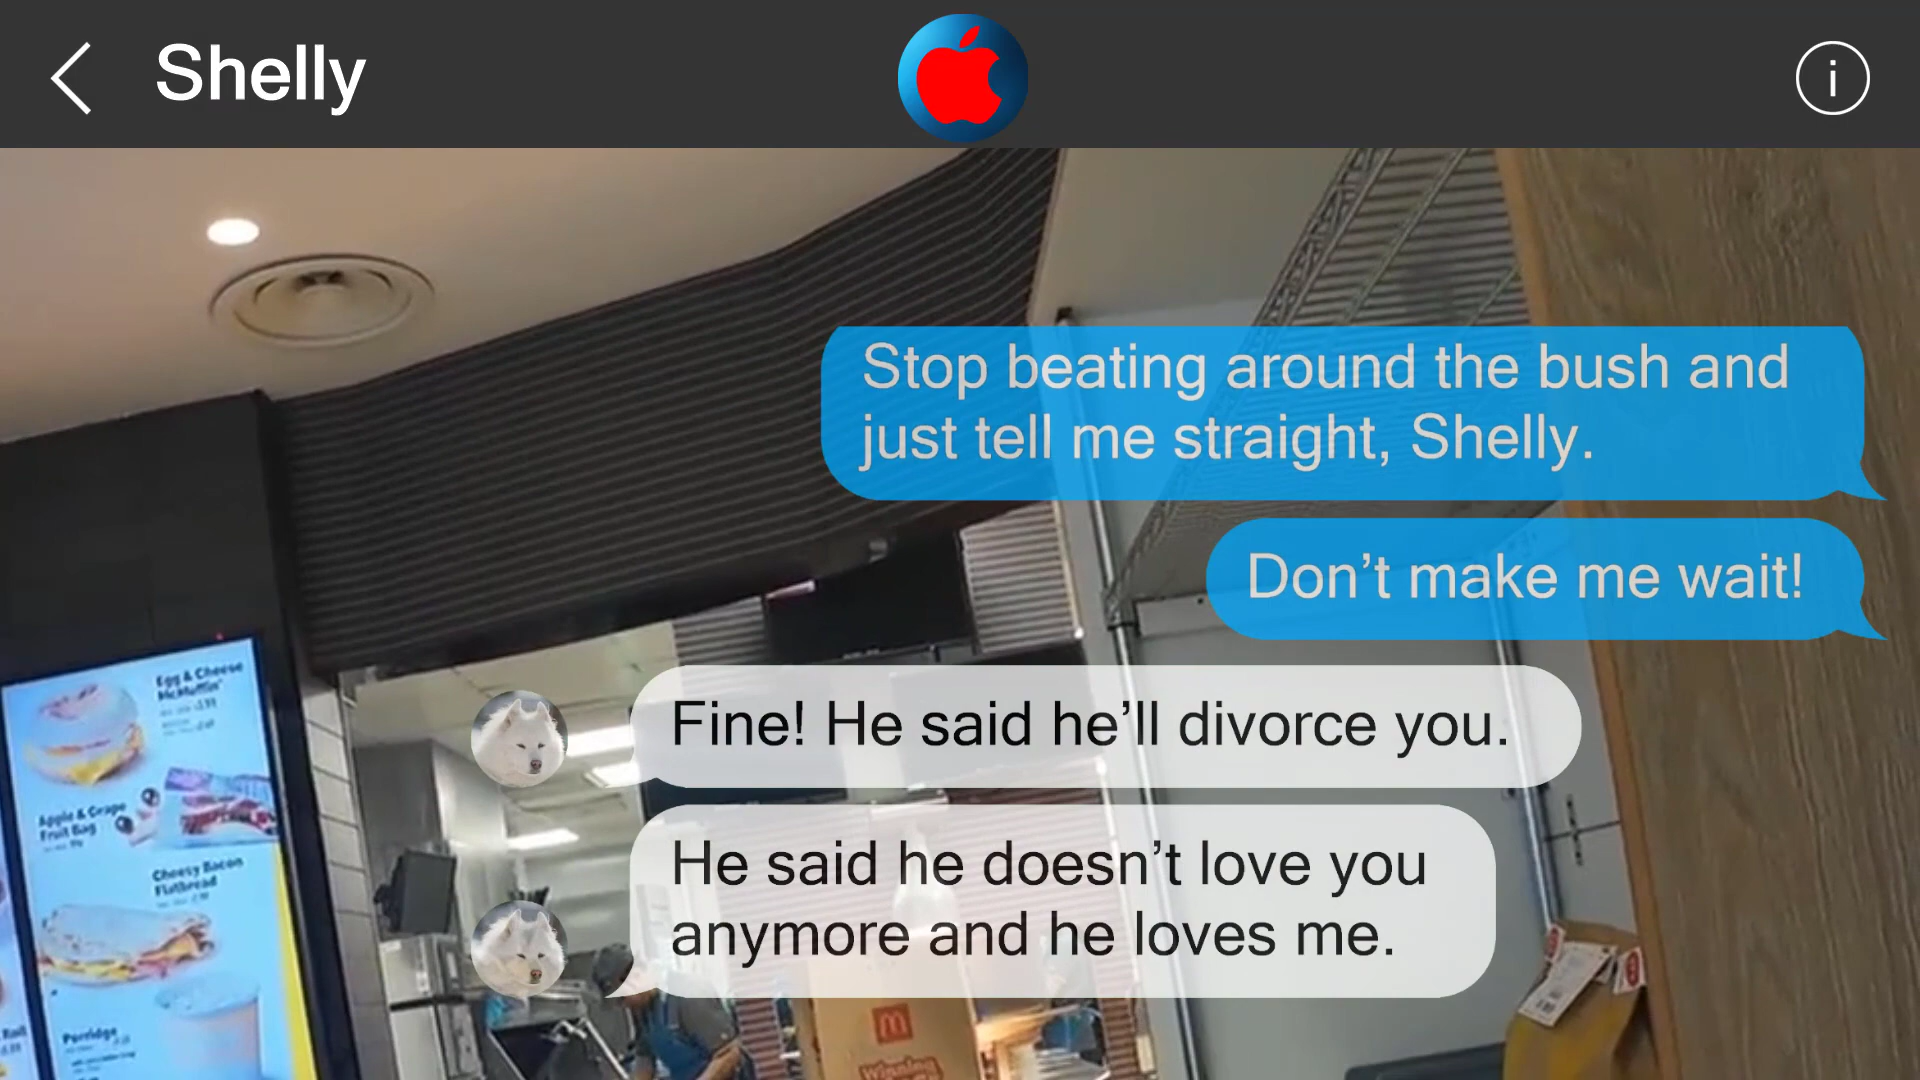 Shelly
i
Stop beating around the bush and
just tell me straight, Shelly.
Don’t make me wait!
Fine! He said he’ll divorce you.
He said he doesn’t love you
anymore and he loves me.
Egg & Cheese
McMuffin
Apple & Grape
Fruit Bag
Cheesy Bacon
Flatbread
Porridge
Roll
Winning